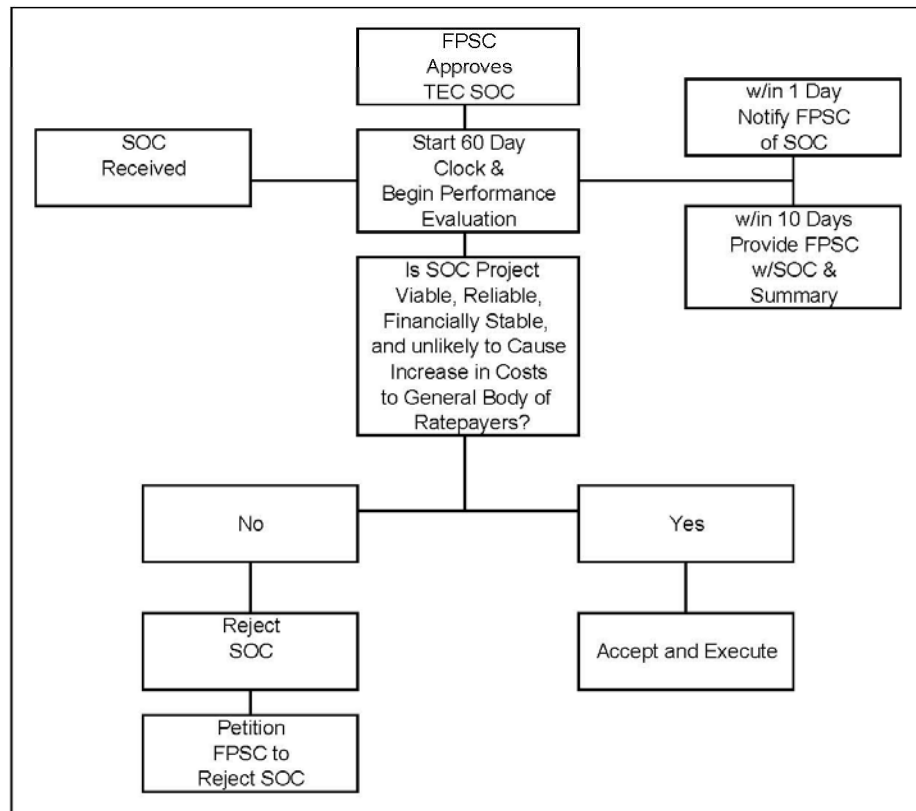 FPSC
Approves
TEC SOC
w/in 1 Day
Notify FPSC
of SOC
SOC
Received
Start 60 Day
Clock &
Begin Performance
Evaluation
w/in 10 Days
Provide FPSC
w/SOC &
Summary
Is SOC Project
Viable, Reliable,
Financially Stable,
and unlikely to Cause
Increase in Costs
to General Body of
Ratepayers?
No
Yes
Reject
SOC
Accept and Execute
Petition
FPSC to
Reject SOC